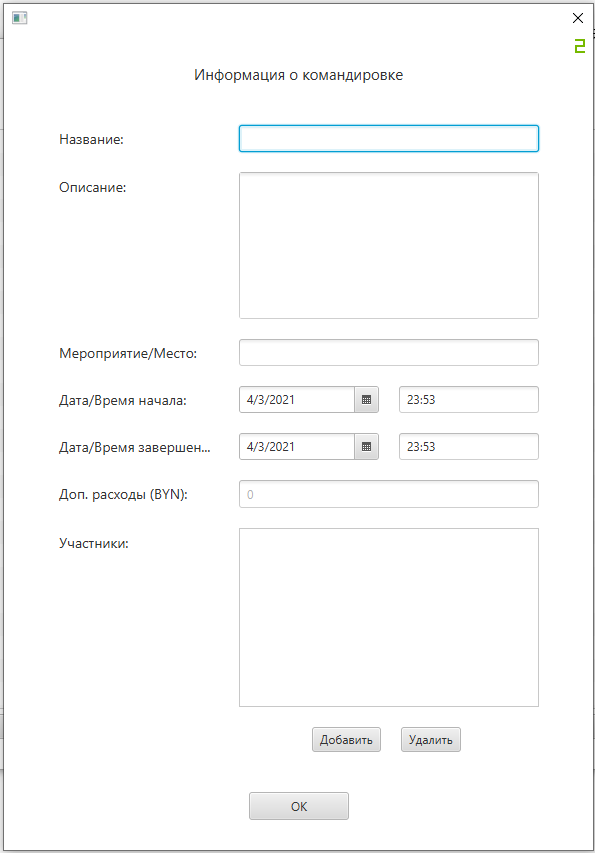 2
Информация о командировке
Название:
Описание:
Мероприятие/Место:
Дата/Время начала: 4/3/2021 23:53
Дата/Время завершен... 4/3/2021 23:53
Доп. расходы (BYN): 0
Участники:
Добавить Удалить
OK